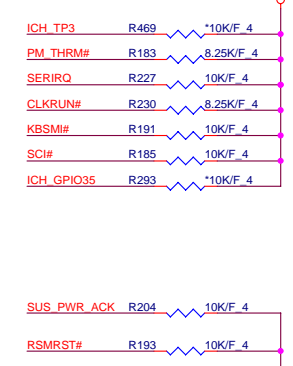 ICH_TP3 R469 *10K/F_4
PM_THRM# R183 8.25K/F_4
SERIRQ R227 10K/F_4
CLKRUN# R230 8.25K/F_4
KBSMI# R191 10K/F_4
SCI# R185 10K/F_4
ICH_GPIO35 R293 *10K/F_4
SUS_PWR_ACK R204 10K/F_4
RSMRST# R193 10K/F_4